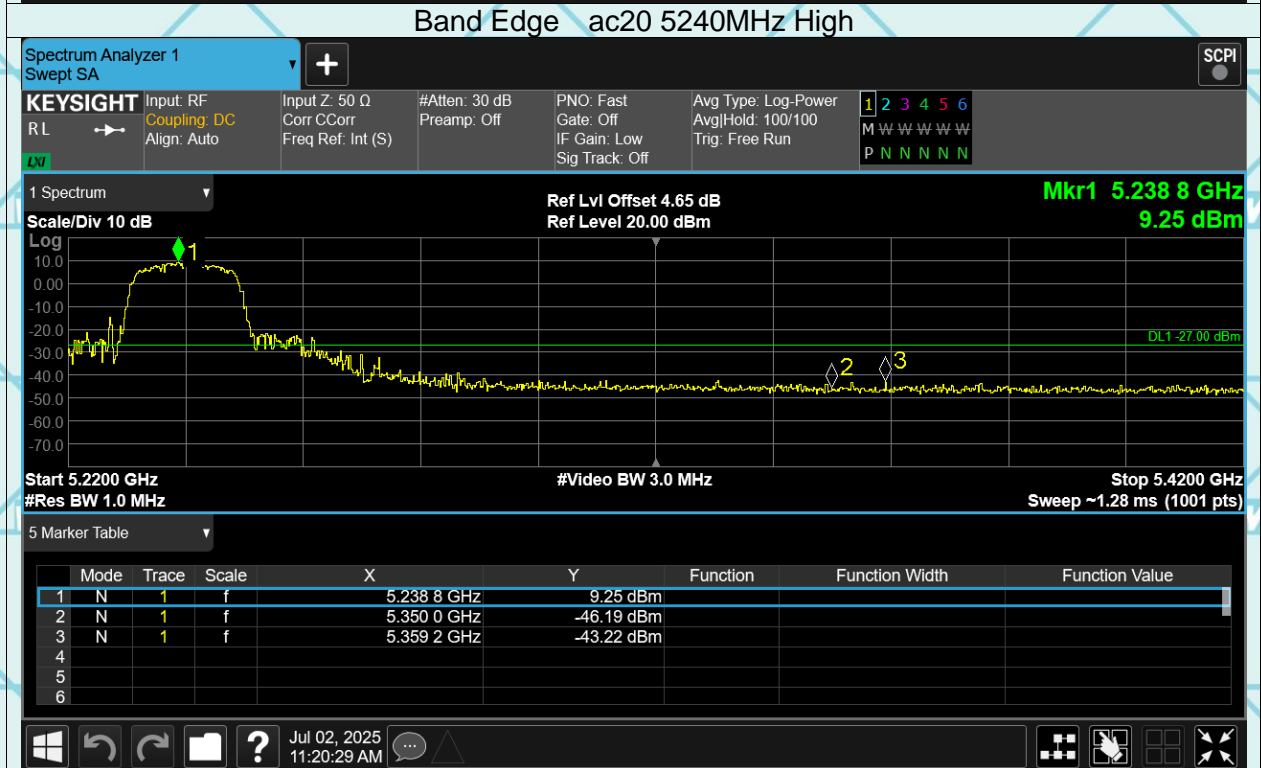 Band Edge ac20 5240MHz High
Spectrum Analyzer 1
Swept SA
SCPI
KEYSIGHT Input: RF Input Z: 50 Ω #Atten: 30 dB PNO: Fast Avg Type: Log-Power 1 2 3 4 5 6
RL Coupling: DC Corr CCorr Preamp: Off Gate: Off Avg|Hold: 100/100 M W W W W W W
Align: Auto Freq Ref: Int (S) IF Gain: Low Trig: Free Run P N N N N N N
LXI Sig Track: Off
1 Spectrum Ref Lvl Offset 4.65 dB Mkr1 5.238 8 GHz
Scale/Div 10 dB Ref Level 20.00 dBm 9.25 dBm
Log
1
10.0
0.00
-10.0
-20.0
DL1 -27.00 dBm
-30.0
2 3
-40.0
-50.0
-60.0
-70.0
Start 5.2200 GHz #Video BW 3.0 MHz Stop 5.4200 GHz
#Res BW 1.0 MHz Sweep ~1.28 ms (1001 pts)
5 Marker Table
Mode Trace Scale X Y Function Function Width Function Value
1 N 1 f 5.238 8 GHz 9.25 dBm
2 N 1 f 5.350 0 GHz -46.19 dBm
3 N 1 f 5.359 2 GHz -43.22 dBm
4
5
6
? Jul 02, 2025
11:20:29 AM